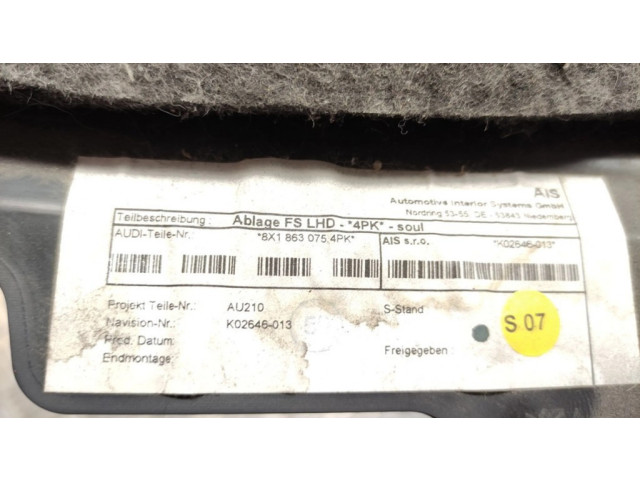 AIS
Automotive Interior Systems GmbH
Nordring 53-55 DE - 63843 Niedernberg
Teilbeschreibung: Ablage FS LHD - *4PK* - soul
AUDI-Teile-Nr.: *8X1 863 075,4PK* AIS s.r.o. *K02646-013*
Projekt Teile-Nr.: AU210 S-Stand
Navision-Nr.: K02646-013
Prod. Datum:
Endmontage: Freigegeben:
S 07